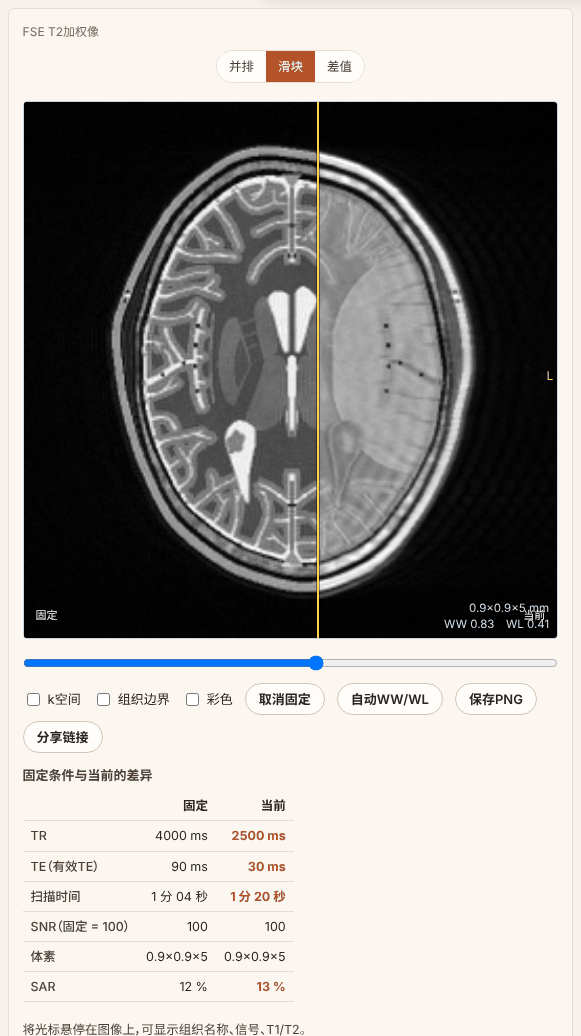 FSE T2加权像
并排 滑块 差值
L
0.9×0.9×5 mm
固定 当前
WW 0.83 WL 0.41
k空间 组织边界 彩色 取消固定 自动WW/WL 保存PNG
分享链接
固定条件与当前的差异
固定 当前
TR 4000 ms 2500 ms
TE（有效TE） 90 ms 30 ms
扫描时间 1 分 04 秒 1 分 20 秒
SNR（固定 = 100） 100 100
体素 0.9×0.9×5 0.9×0.9×5
SAR 12 % 13 %
将光标悬停在图像上，可显示组织名称、信号、T1/T2。